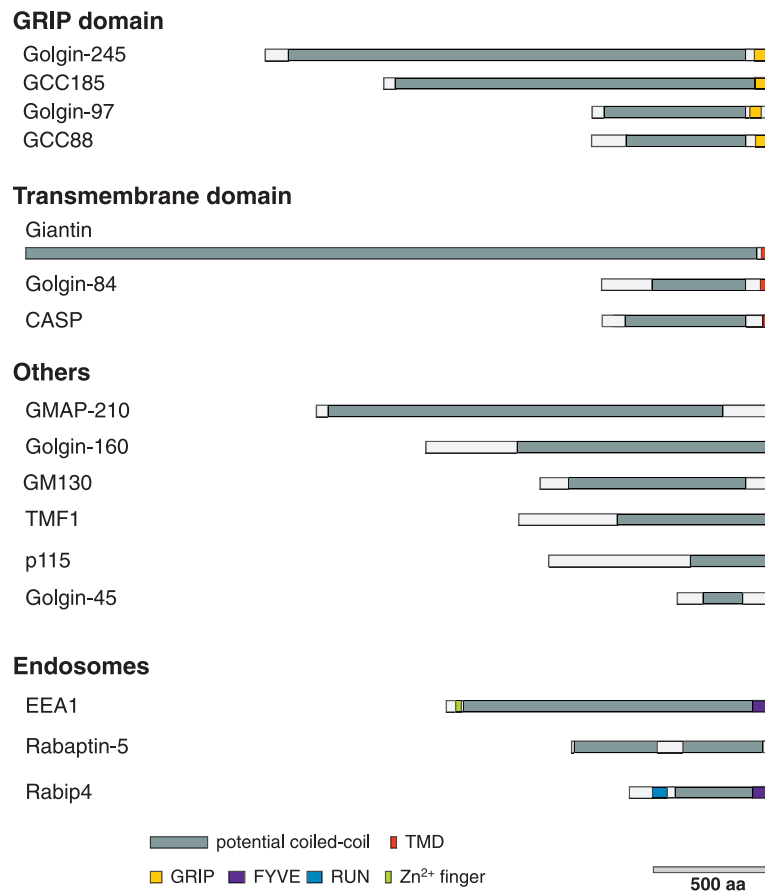 GRIP domain
Golgin-245
GCC185
Golgin-97
GCC88
Transmembrane domain
Giantin
Golgin-84
CASP
Others
GMAP-210
Golgin-160
GM130
TMF1
p115
Golgin-45
Endosomes
EEA1
Rabaptin-5
Rabip4
potential coiled-coil TMD
GRIP FYVE RUN Zn²⁺ finger
500 aa